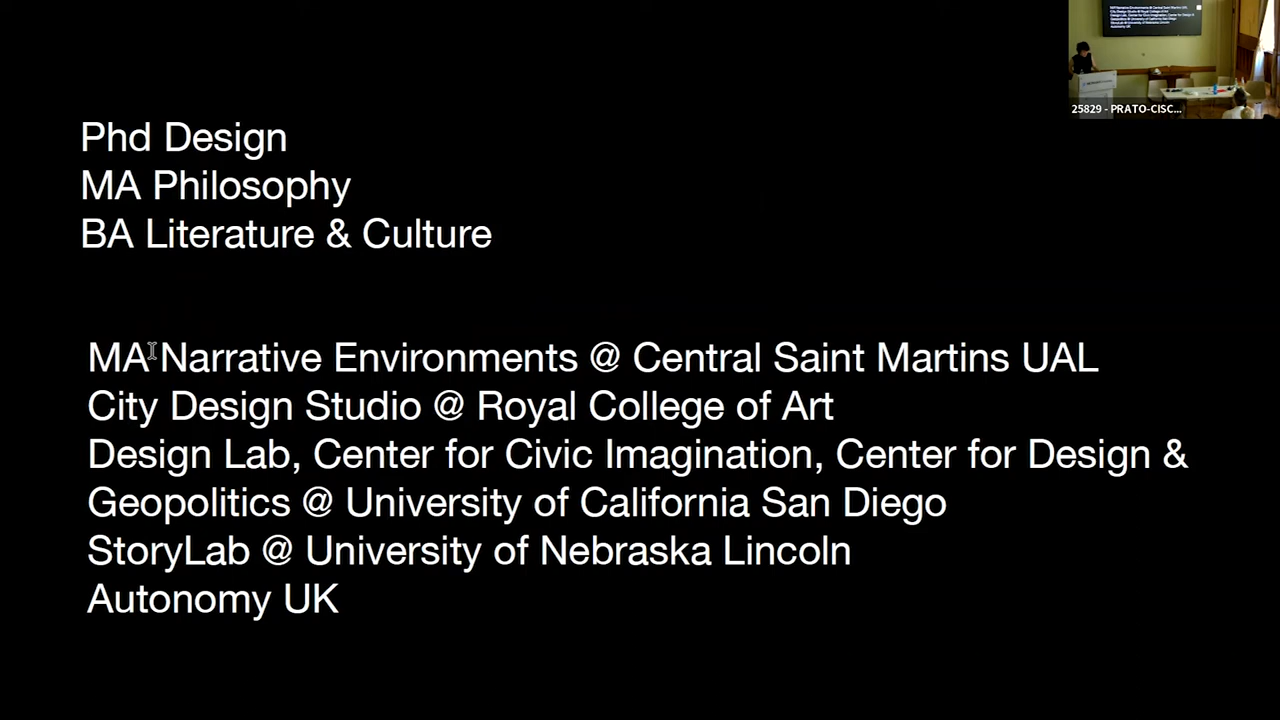 Phd Design
MA Philosophy
BA Literature & Culture
MA Narrative Environments @ Central Saint Martins UAL
City Design Studio @ Royal College of Art
Design Lab, Center for Civic Imagination, Center for Design &
Geopolitics @ University of California San Diego
StoryLab @ University of Nebraska Lincoln
Autonomy UK
25829 - PRATO-CISC...